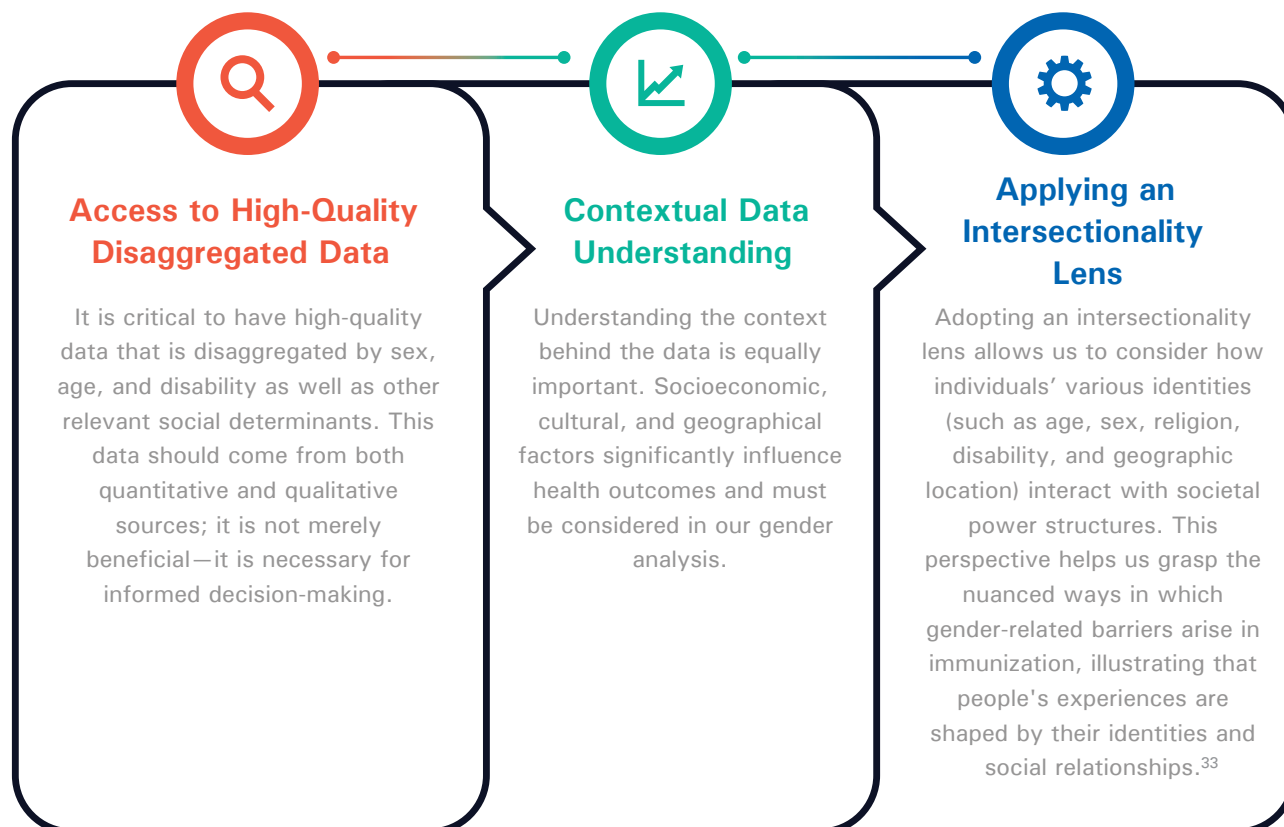 Access to High-Quality
Disaggregated Data
It is critical to have high-quality
data that is disaggregated by sex,
age, and disability as well as other
relevant social determinants. This
data should come from both
quantitative and qualitative
sources; it is not merely
beneficial—it is necessary for
informed decision-making.
Contextual Data
Understanding
Understanding the context
behind the data is equally
important. Socioeconomic,
cultural, and geographical
factors significantly influence
health outcomes and must
be considered in our gender
analysis.
Applying an
Intersectionality
Lens
Adopting an intersectionality
lens allows us to consider how
individuals’ various identities
(such as age, sex, religion,
disability, and geographic
location) interact with societal
power structures. This
perspective helps us grasp the
nuanced ways in which
gender-related barriers arise in
immunization, illustrating that
people's experiences are
shaped by their identities and
social relationships.³³